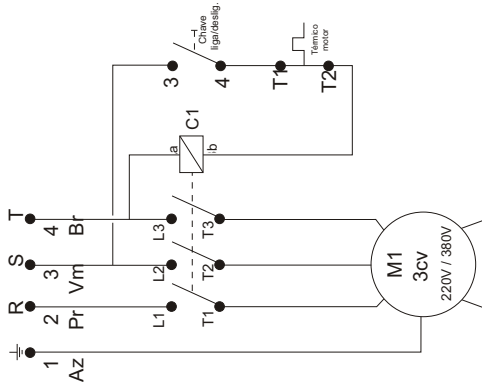 R
S
T
1
2
3
4
Az
Pr
Vm
Br
L1
L2
L3
T1
T2
T3
a
b
C1
3
4
Chave
liga/deslig.
T1
T2
Térmico
motor
M1
3cv
220V / 380V